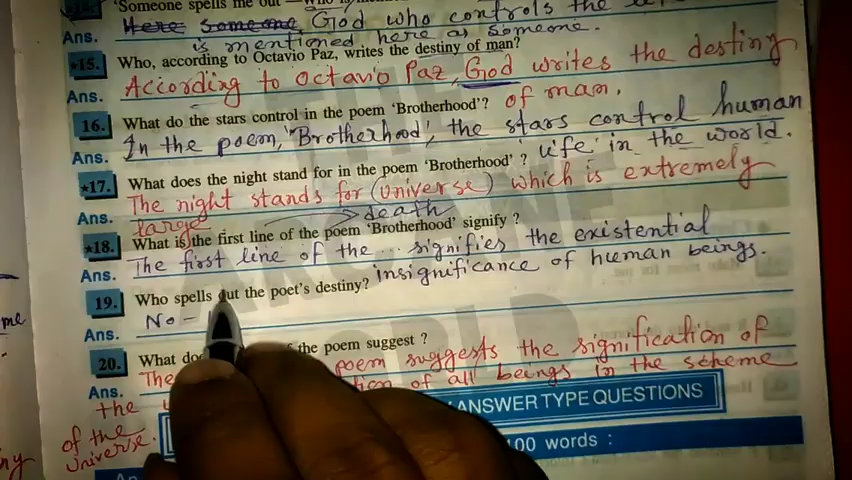 'Someone spells me out
Here someone God who controls the
Ans. is mentioned here as someone.
*15. Who, according to Octavio Paz, writes the destiny of man?
Ans. According to Octavio Paz, God writes the destiny
of man.
16. What do the stars control in the poem 'Brotherhood'?
Ans. In the poem, 'Brotherhood', the stars control human
life in the world.
*17. What does the night stand for in the poem 'Brotherhood' ?
Ans. The night stands for (universe) which is extremely
large death
*18. What is the first line of the poem 'Brotherhood' signify ?
Ans. The first line of the ... signifies the existential
insignificance of human beings.
19. Who spells out the poet's destiny?
Ans. No -
20. What do of the poem suggest ?
Ans. The poem suggests the signification of
the of all beings in the scheme
of the
universe.
ANSWER TYPE QUESTIONS
100 words :